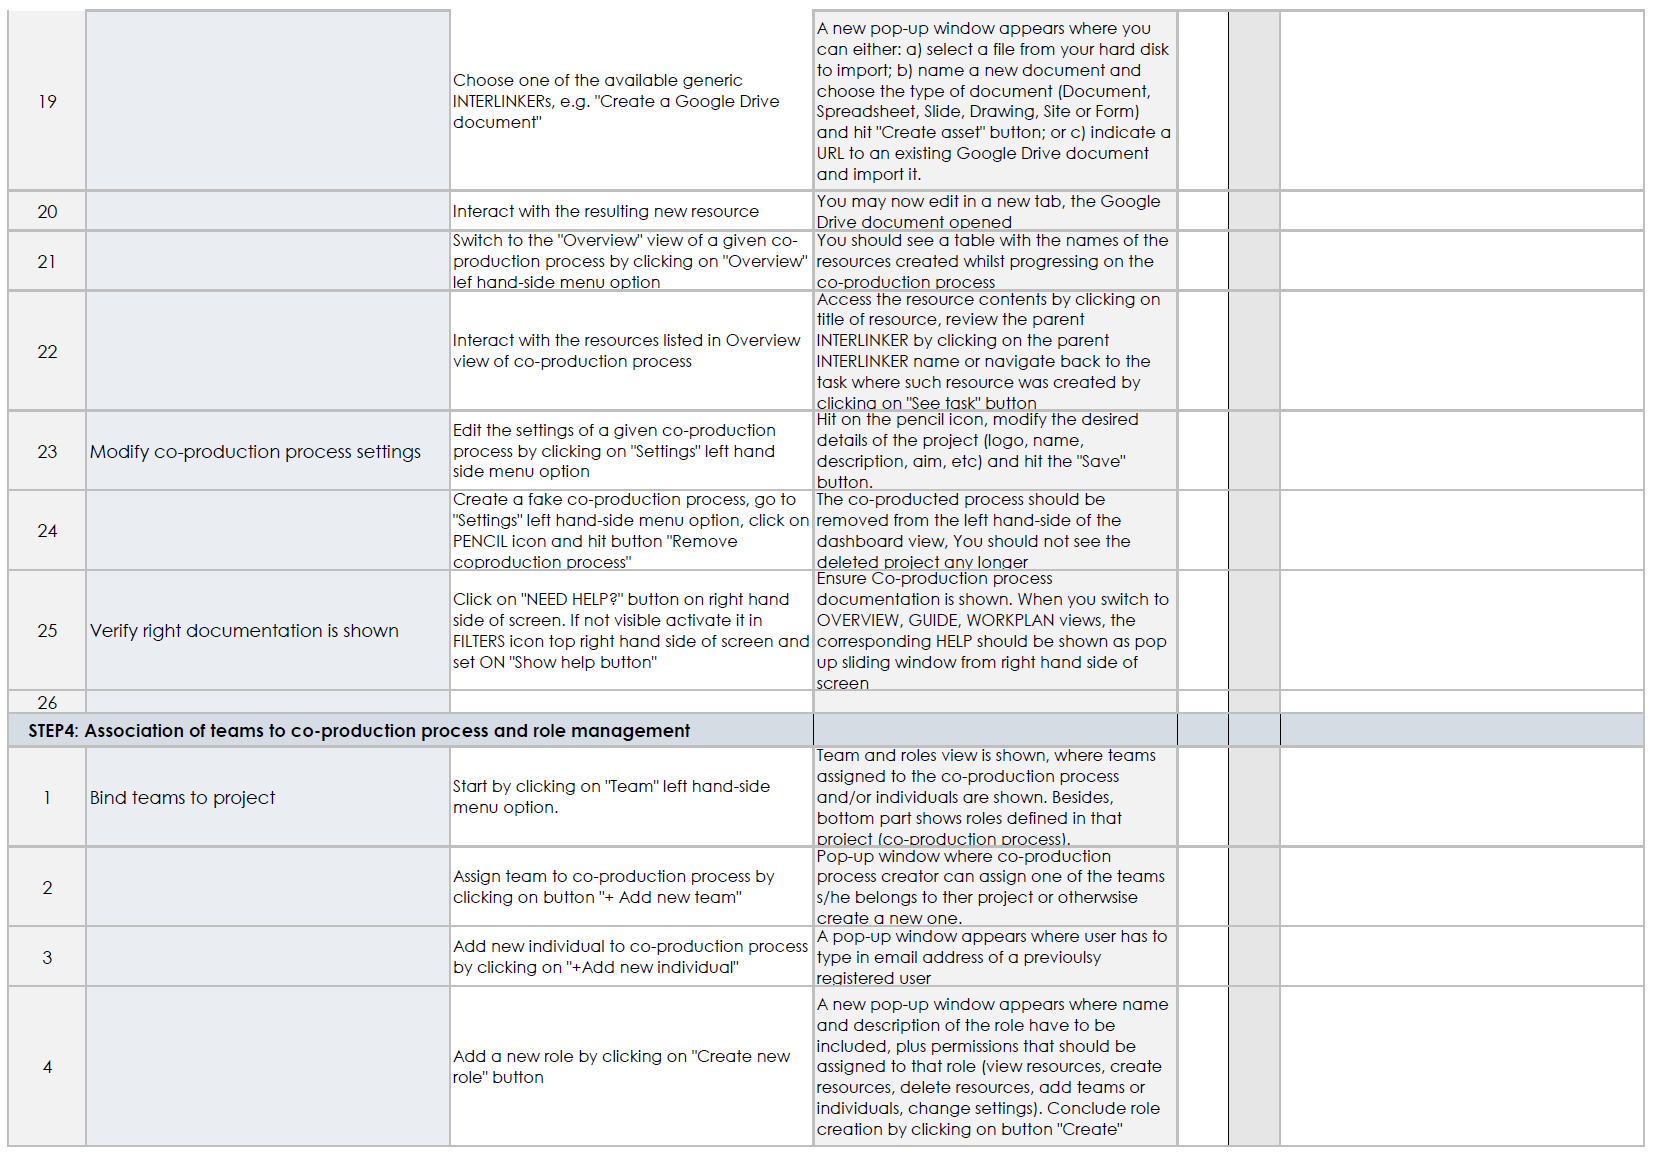 19
Choose one of the available generic
INTERLINKERs, e.g. "Create a Google Drive
document"
A new pop-up window appears where you
can either: a) select a file from your hard disk
to import; b) name a new document and
choose the type of document (Document,
Spreadsheet, Slide, Drawing, Site or Form)
and hit "Create asset" button; or c) indicate a
URL to an existing Google Drive document
and import it.
20
Interact with the resulting new resource
You may now edit in a new tab, the Google
Drive document opened
21
Switch to the "Overview" view of a given co-
production process by clicking on "Overview"
lef hand-side menu option
You should see a table with the names of the
resources created whilst progressing on the
co-production process
22
Interact with the resources listed in Overview
view of co-production process
Access the resource contents by clicking on
title of resource, review the parent
INTERLINKER by clicking on the parent
INTERLINKER name or navigate back to the
task where such resource was created by
clicking on "See task" button
23
Modify co-production process settings
Edit the settings of a given co-production
process by clicking on "Settings" left hand
side menu option
Hit on the pencil icon, modify the desired
details of the project (logo, name,
description, aim, etc) and hit the "Save"
button.
24
Create a fake co-production process, go to
"Settings" left hand-side menu option, click on
PENCIL icon and hit button "Remove
coproduction process"
The co-producted process should be
removed from the left hand-side of the
dashboard view, You should not see the
deleted project any longer
25
Verify right documentation is shown
Click on "NEED HELP?" button on right hand
side of screen. If not visible activate it in
FILTERS icon top right hand side of screen and
set ON "Show help button"
Ensure Co-production process
documentation is shown. When you switch to
OVERVIEW, GUIDE, WORKPLAN views, the
corresponding HELP should be shown as pop
up sliding window from right hand side of
screen
26
STEP4: Association of teams to co-production process and role management
1
Bind teams to project
Start by clicking on "Team" left hand-side
menu option.
Team and roles view is shown, where teams
assigned to the co-production process
and/or individuals are shown. Besides,
bottom part shows roles defined in that
project (co-production process).
2
Assign team to co-production process by
clicking on button "+ Add new team"
Pop-up window where co-production
process creator can assign one of the teams
s/he belongs to ther project or otherwsise
create a new one.
3
Add new individual to co-production process
by clicking on "+Add new individual"
A pop-up window appears where user has to
type in email address of a previoulsy
registered user
4
Add a new role by clicking on "Create new
role" button
A new pop-up window appears where name
and description of the role have to be
included, plus permissions that should be
assigned to that role (view resources, create
resources, delete resources, add teams or
individuals, change settings). Conclude role
creation by clicking on button "Create"